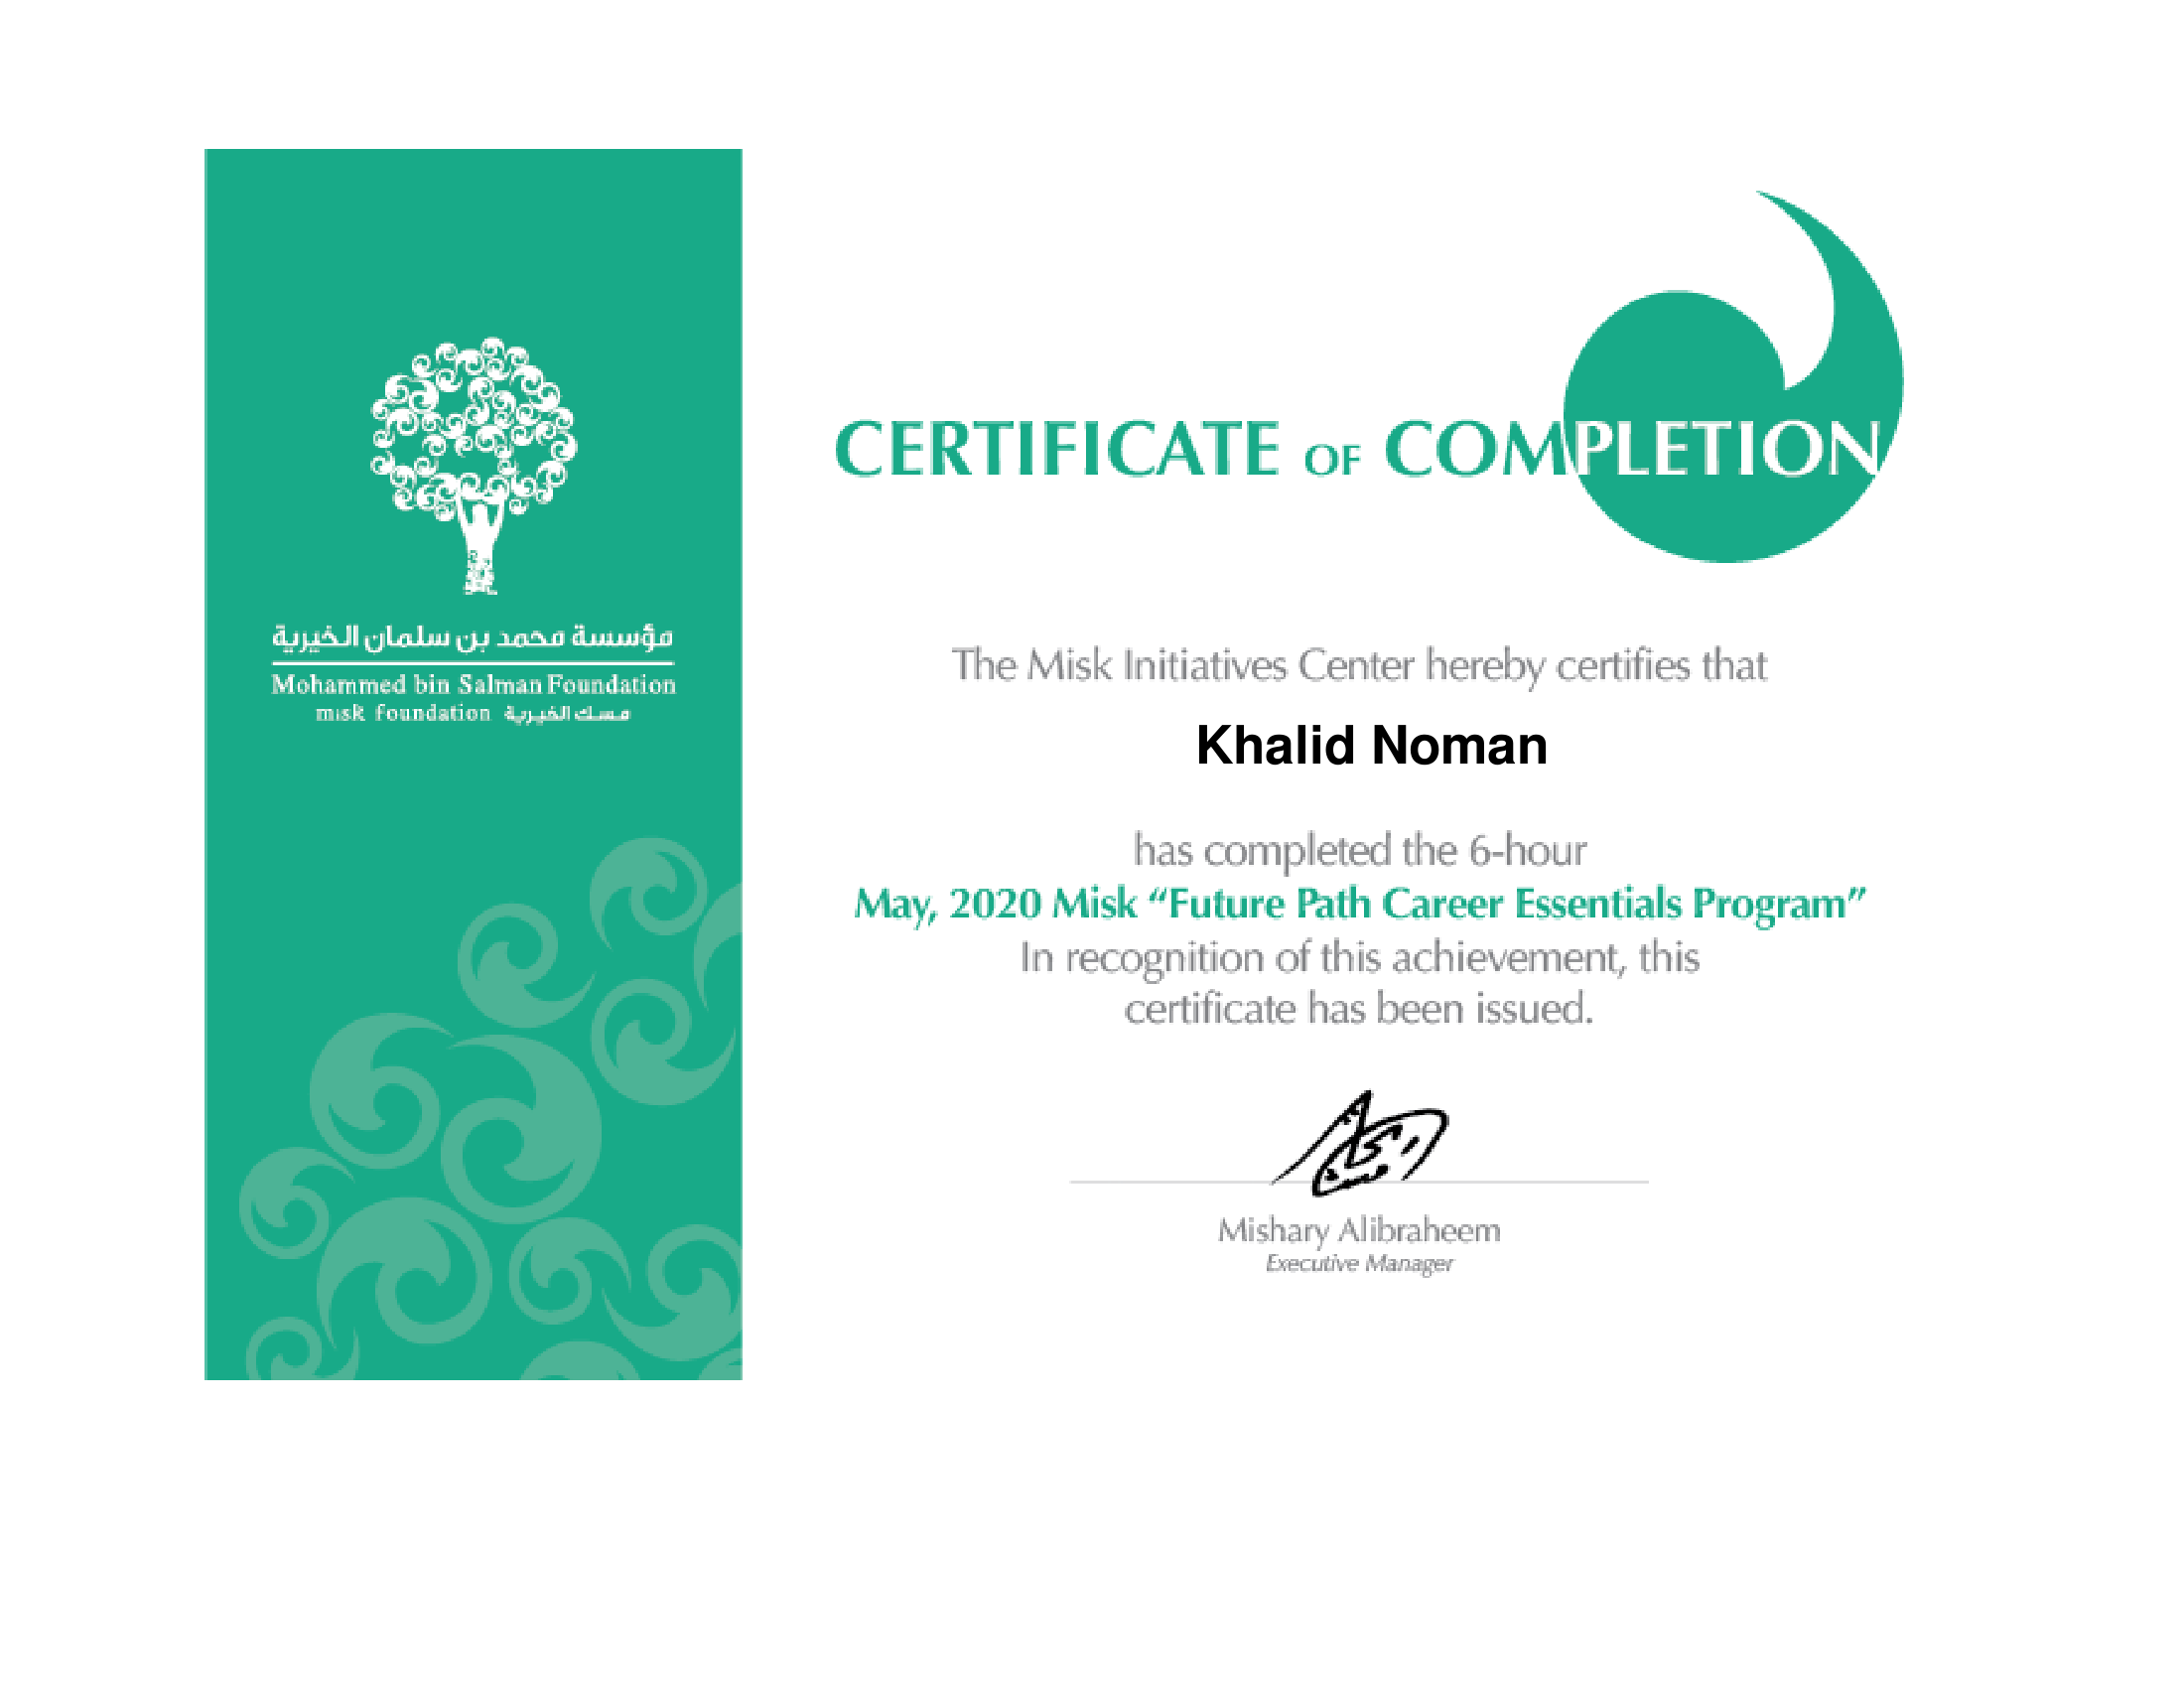 مؤسسة محمد بن سلمان الخيرية
Mohammed bin Salman Foundation
misk foundation مسك الخيرية
CERTIFICATE OF COMPLETION
The Misk Initiatives Center hereby certifies that
Khalid Noman
has completed the 6-hour
May, 2020 Misk “Future Path Career Essentials Program”
In recognition of this achievement, this
certificate has been issued.
Mishary Alibraheem
Executive Manager